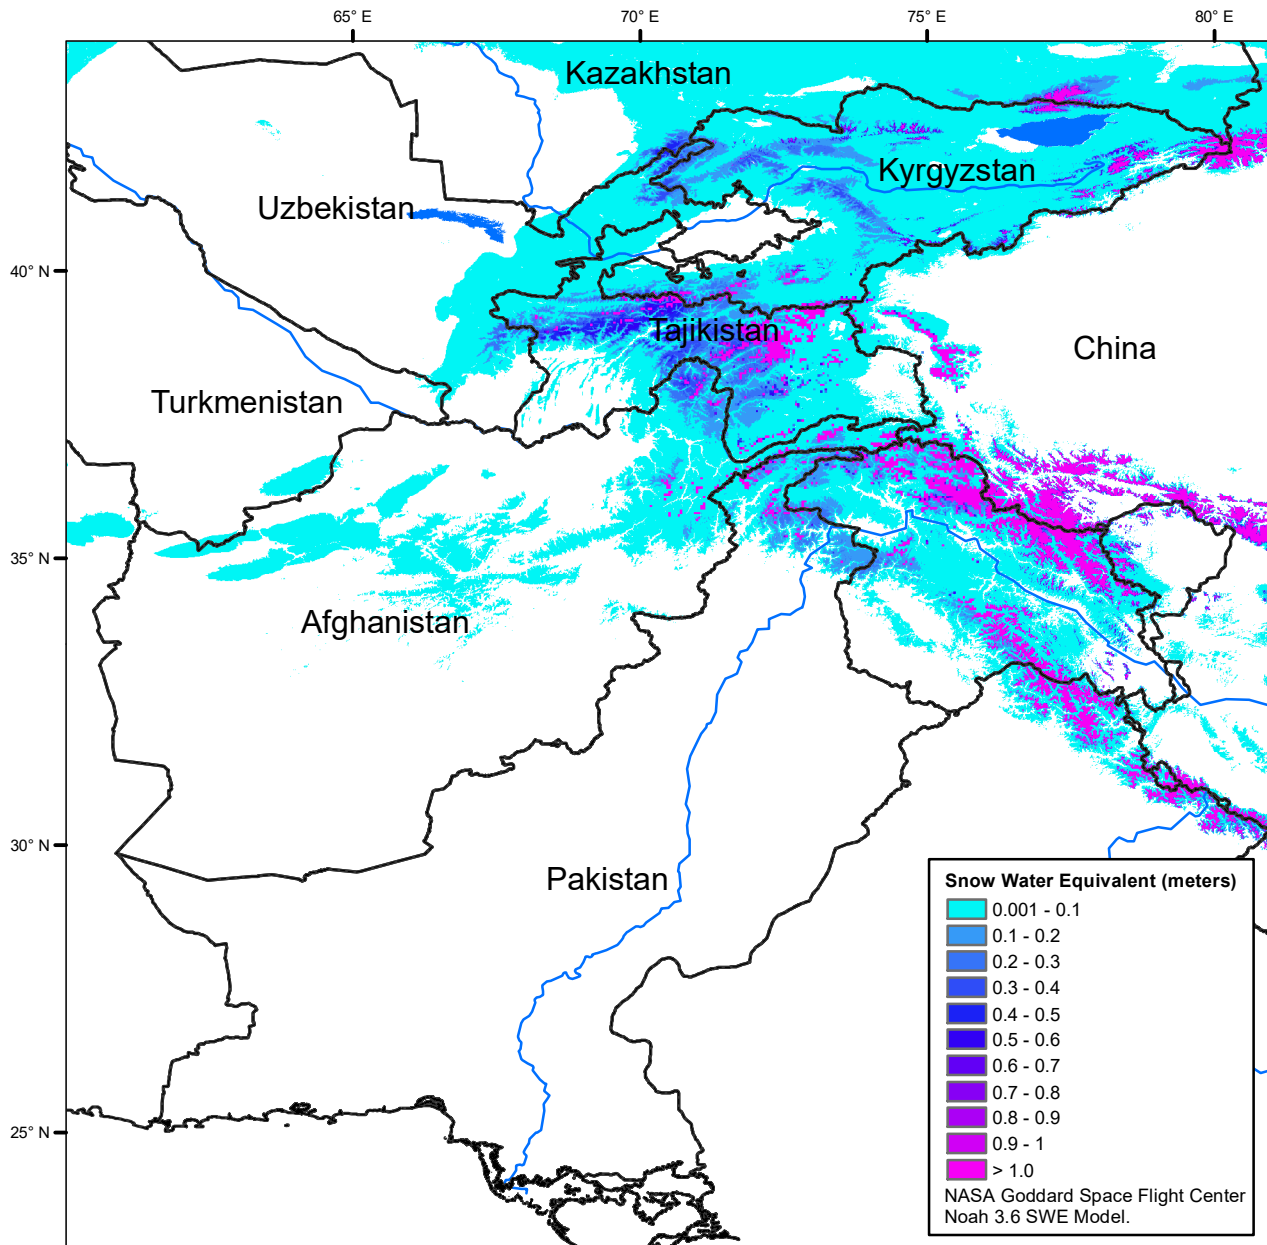 65° E
70° E
75° E
80° E
Kazakhstan
Kyrgyzstan
Uzbekistan
40° N
Tajikistan
China
Turkmenistan
35° N
Afghanistan
30° N
Pakistan
Snow Water Equivalent (meters)
0.001 - 0.1
0.1 - 0.2
0.2 - 0.3
0.3 - 0.4
0.4 - 0.5
0.5 - 0.6
0.6 - 0.7
0.7 - 0.8
0.8 - 0.9
0.9 - 1
> 1.0
25° N
NASA Goddard Space Flight Center
Noah 3.6 SWE Model.